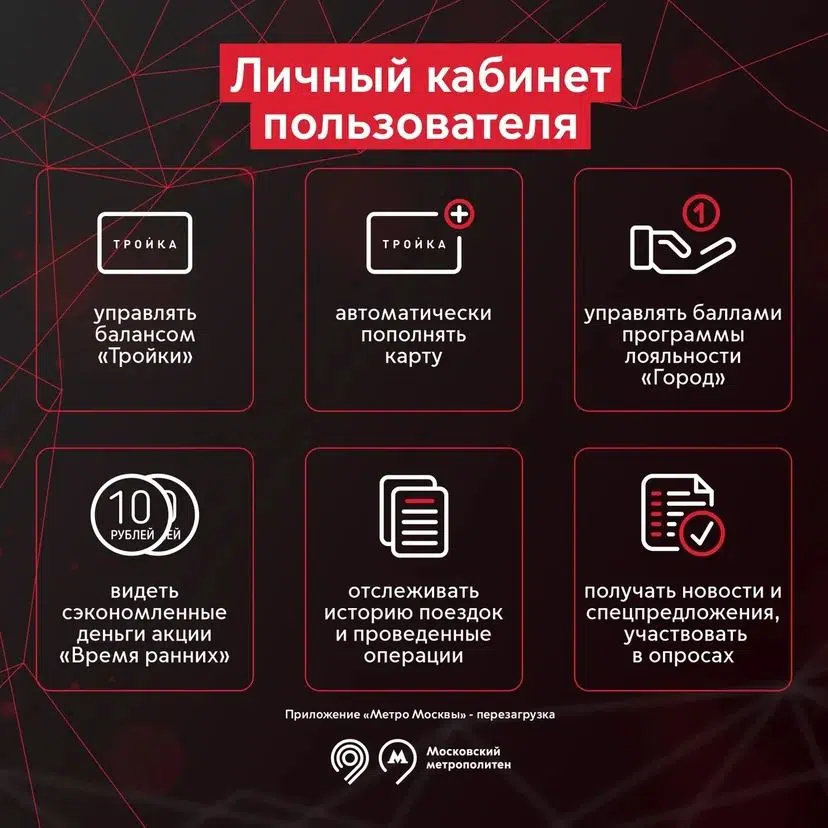 Личный кабинет
пользователя
ТРОЙКА
управлять
балансом
«Тройки»
ТРОЙКА
автоматически
пополнять
карту
1
управлять баллами
программы
лояльности
«Город»
10
РУБЛЕЙ ЕЙ
видеть
сэкономленные
деньги акции
«Время ранних»
отслеживать
историю поездок
и проведенные
операции
получать новости и
спецпредложения,
участвовать
в опросах
Приложение «Метро Москвы» - перезагрузка
Московский
метрополитен